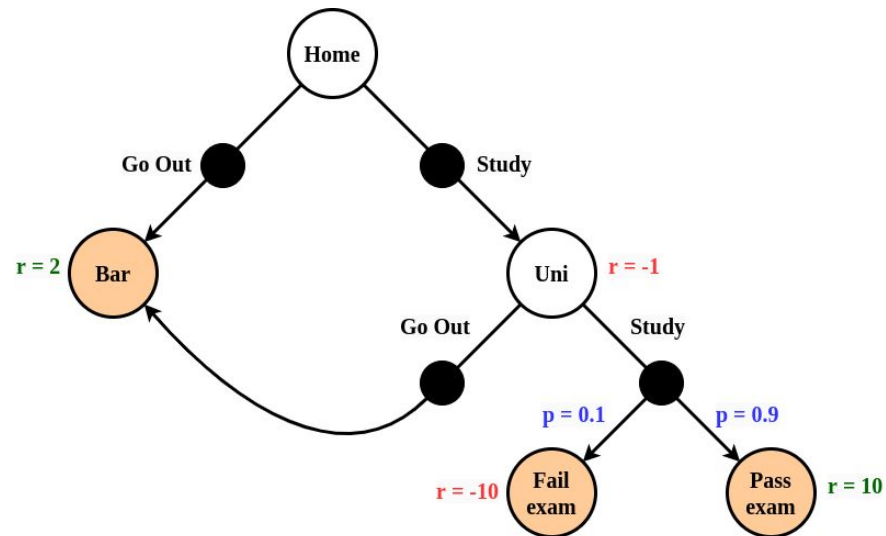 Home
Go Out
Study
r = 2
Bar
Uni
r = -1
Go Out
Study
p = 0.1
p = 0.9
r = -10
Fail
exam
Pass
exam
r = 10